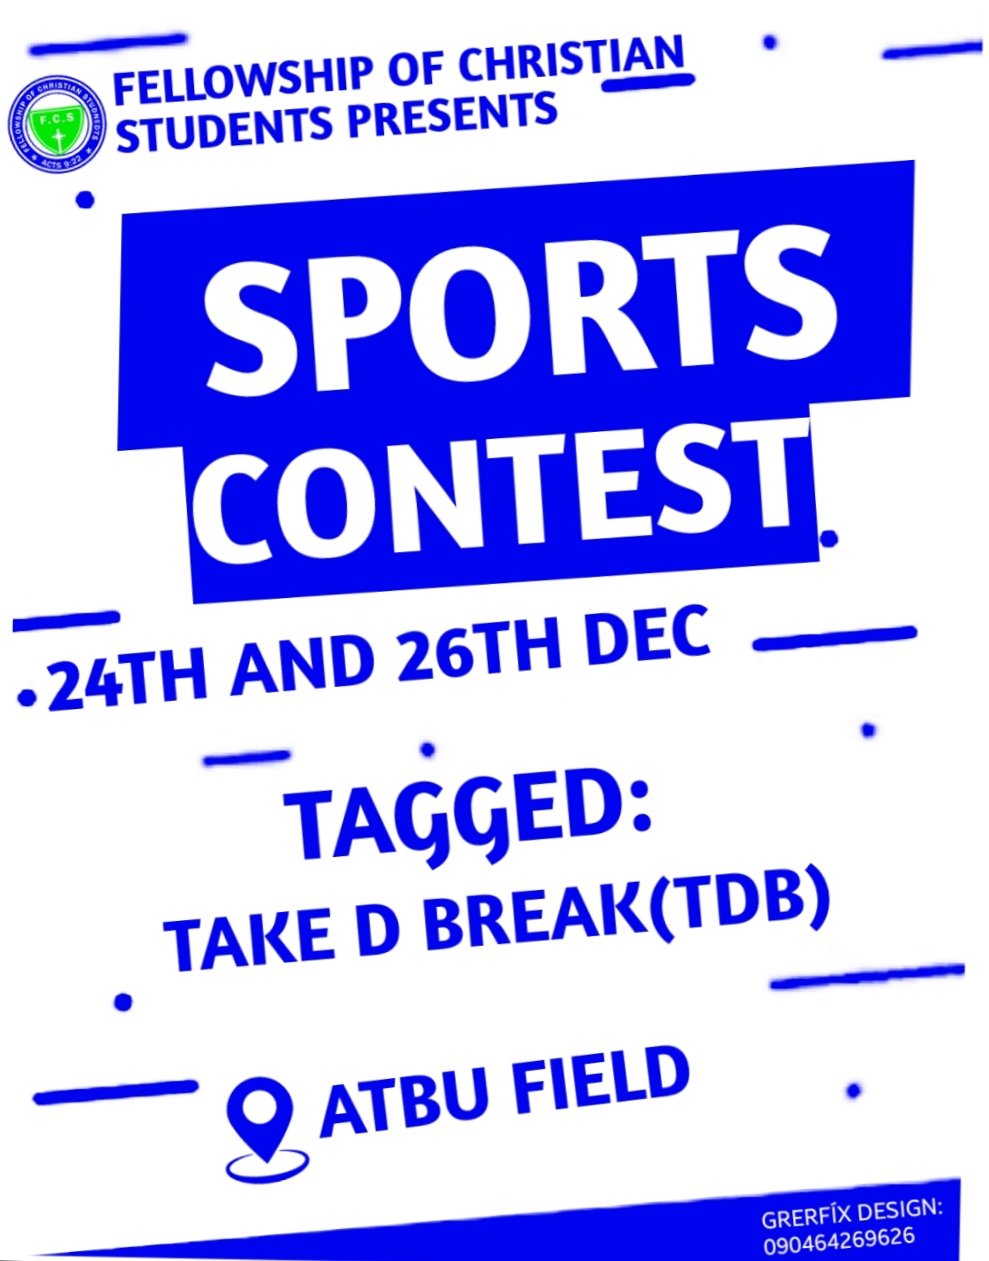 FELLOWSHIP OF CHRISTIAN
STUDENTS PRESENTS
FELLOWSHIP OF CHRISTIAN STUDNEDTS
F.C.S
ACTS 9:22
SPORTS
CONTEST
24TH AND 26TH DEC
TAGGED:
TAKE D BREAK(TDB)
ATBU FIELD
GRERFÍX DESIGN:
090464269626